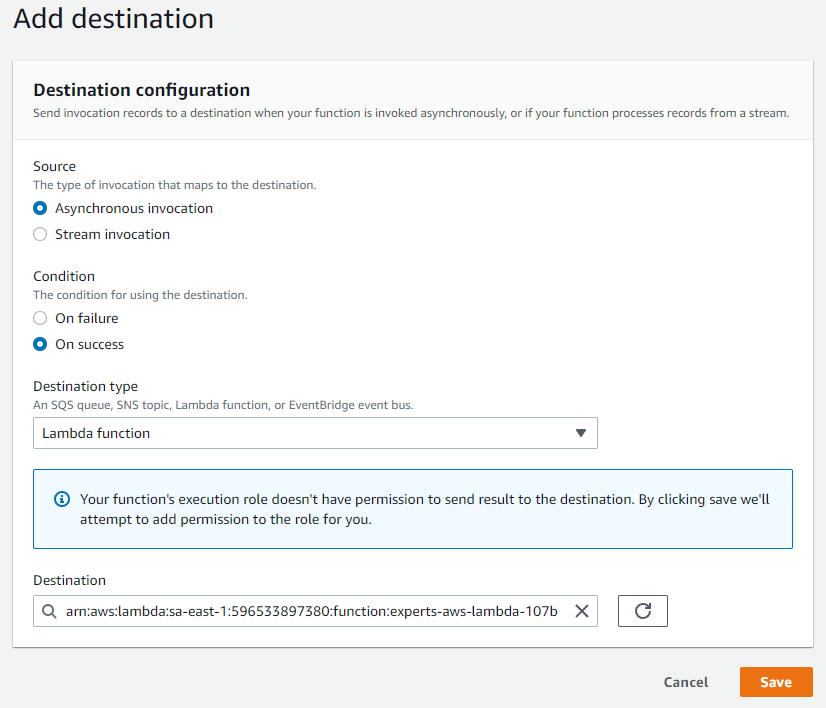 Add destination
Destination configuration
Send invocation records to a destination when your function is invoked asynchronously, or if your function processes records from a stream.
Source
The type of invocation that maps to the destination.
Asynchronous invocation
Stream invocation
Condition
The condition for using the destination.
On failure
On success
Destination type
An SQS queue, SNS topic, Lambda function, or EventBridge event bus.
Lambda function
Your function's execution role doesn't have permission to send result to the destination. By clicking save we'll
attempt to add permission to the role for you.
Destination
arn:aws:lambda:sa-east-1:596533897380:function:experts-aws-lambda-107b
Cancel
Save